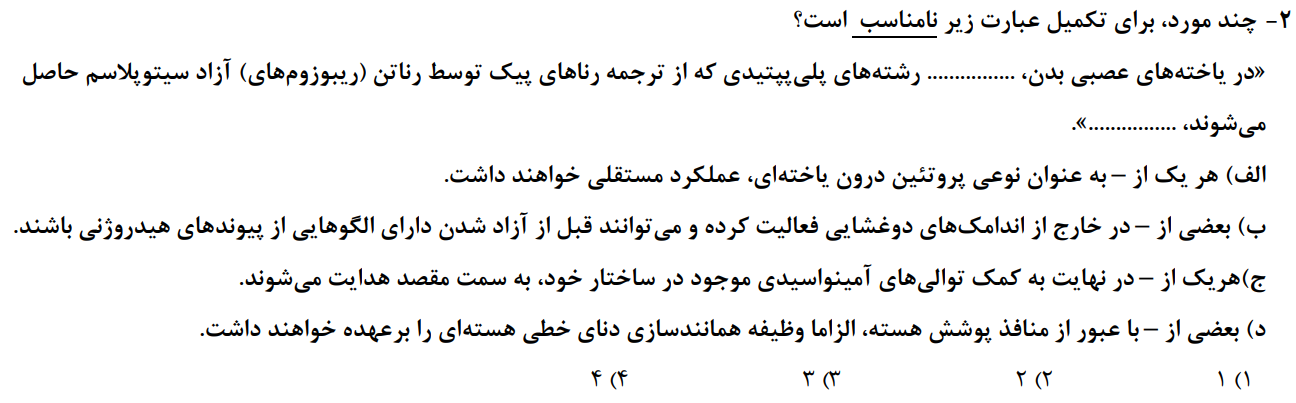 ۲- چند مورد، برای تکمیل عبارت زیر نامناسب است؟
«در یاخته‌های عصبی بدن، ................ رشته‌های پلی‌پپتیدی که از ترجمه رناهای پیک توسط رناتن (ریبوزوم‌های) آزاد سیتوپلاسم حاصل
می‌شوند، ................».
الف) هر یک از – به عنوان نوعی پروتئین درون یاخته‌ای، عملکرد مستقلی خواهند داشت.
ب) بعضی از – در خارج از اندامک‌های دوغشایی فعالیت کرده و می‌توانند قبل از آزاد شدن دارای الگوهایی از پیوندهای هیدروژنی باشند.
ج)هریک از – در نهایت به کمک توالی‌های آمینواسیدی موجود در ساختار خود، به سمت مقصد هدایت می‌شوند.
د) بعضی از – با عبور از منافذ پوشش هسته، الزاما وظیفه همانندسازی دنای خطی هسته‌ای را برعهده خواهند داشت.
۱) ۱ ۲) ۲ ۳) ۳ ۴) ۴